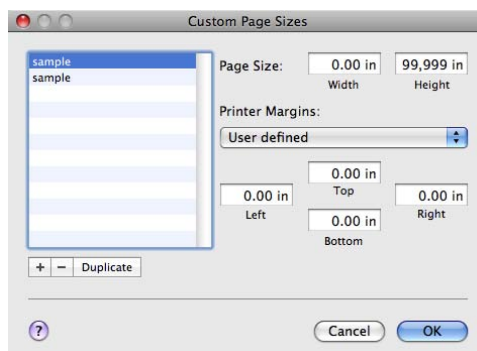 Custom Page Sizes
sample
sample
Page Size:
0.00 in
99,999 in
Width
Height
Printer Margins:
User defined
0.00 in
Top
0.00 in
Left
0.00 in
Right
0.00 in
Bottom
+ − Duplicate
?
Cancel
OK